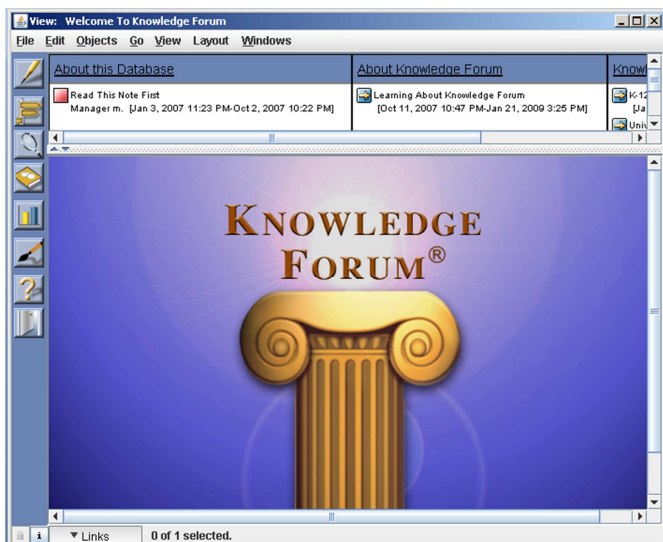 View: Welcome To Knowledge Forum
File Edit Objects Go View Layout Windows
About this Database
Read This Note First
Manager m. [Jan 3, 2007 11:23 PM-Oct 2, 2007 10:22 PM]
About Knowledge Forum
Learning About Knowledge Forum
[Oct 11, 2007 10:47 PM-Jan 21, 2009 3:25 PM]
Knowl
K-12
[Ja
Univ
KNOWLEDGE
FORUM®
Links 0 of 1 selected.